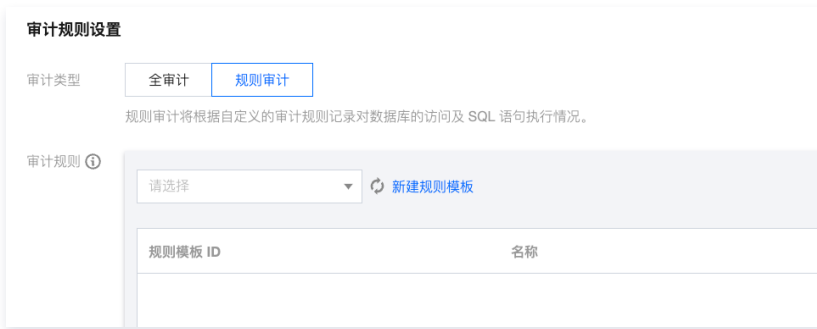 审计规则设置
审计类型 全审计 规则审计
规则审计将根据自定义的审计规则记录对数据库的访问及 SQL 语句执行情况。
审计规则
请选择 新建规则模板
规则模板 ID 名称